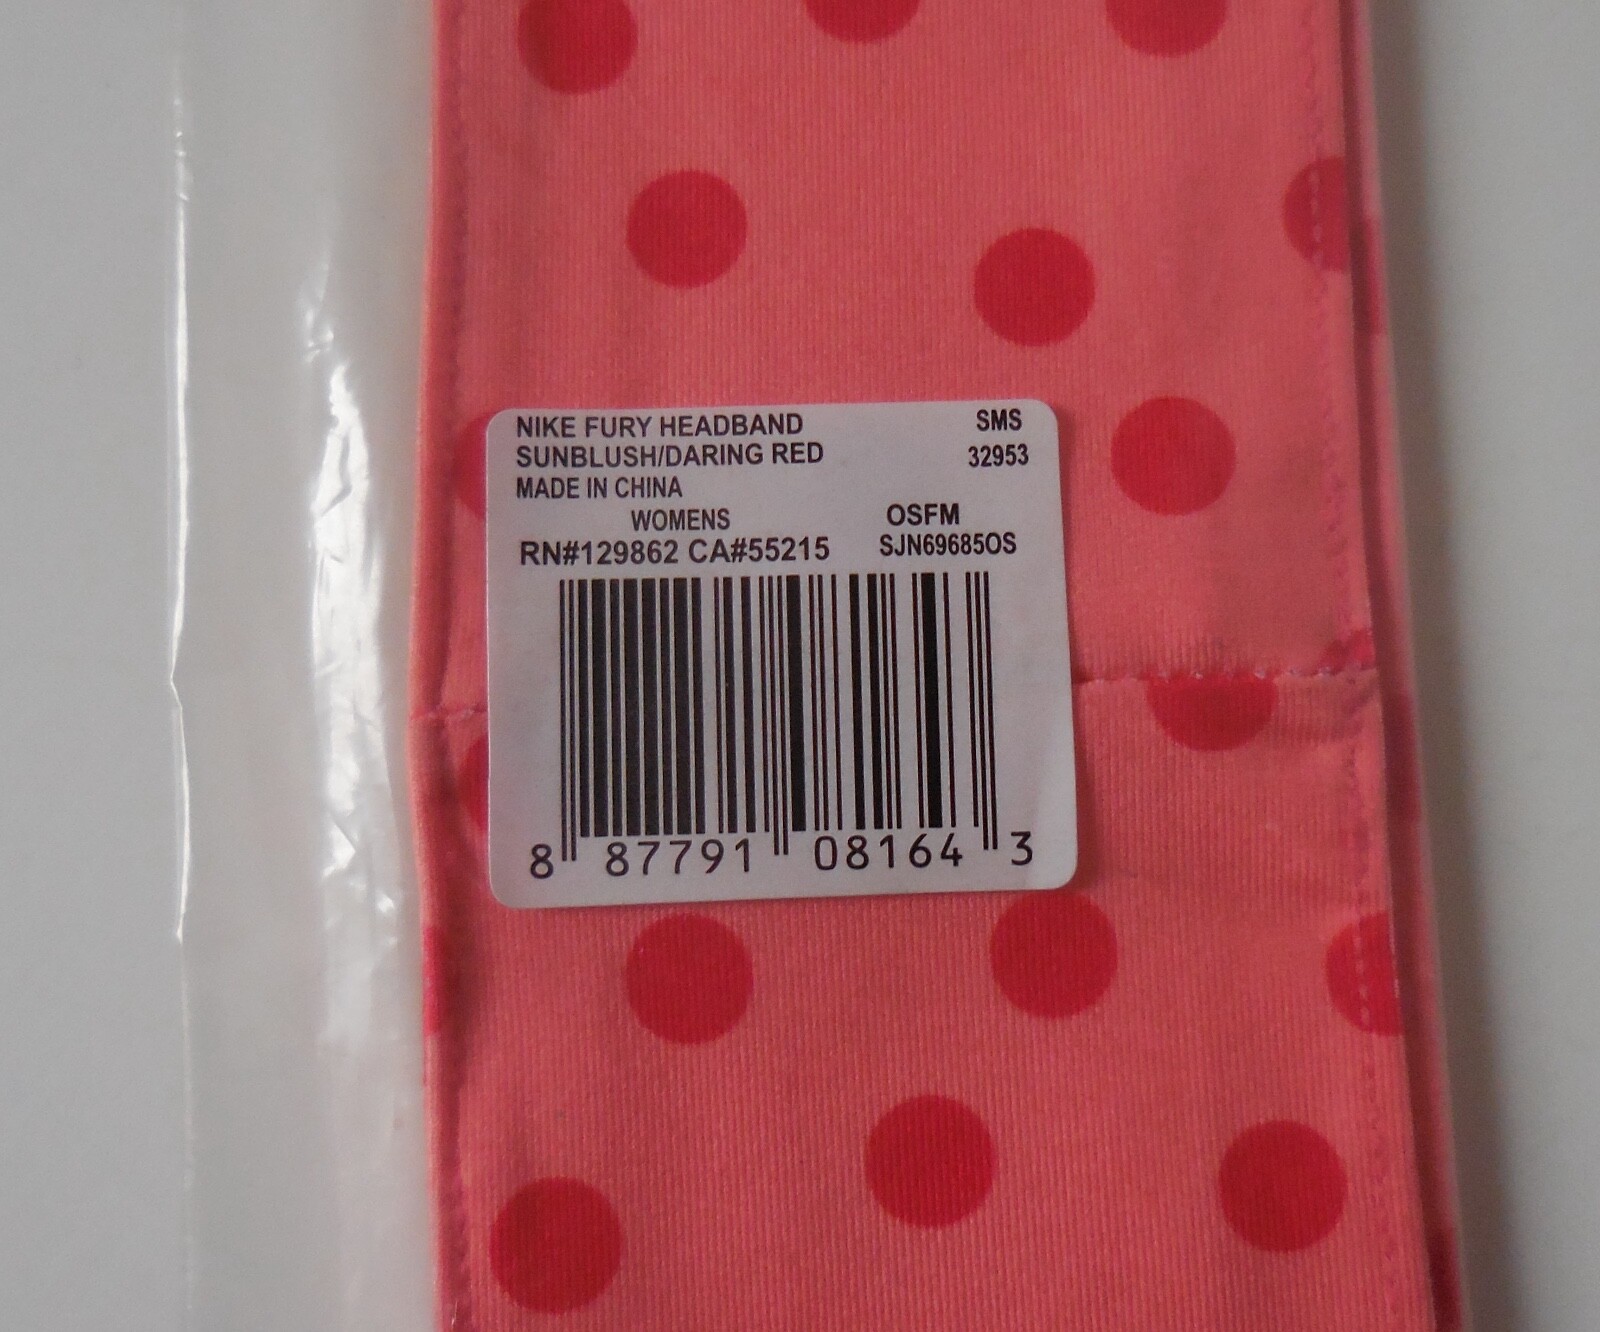 NIKE FURY HEADBAND SMS
SUNBLUSH/DARING RED 32953
MADE IN CHINA
WOMENS OSFM
RN#129862 CA#55215 SJN69685OS
8 87791 08164 3